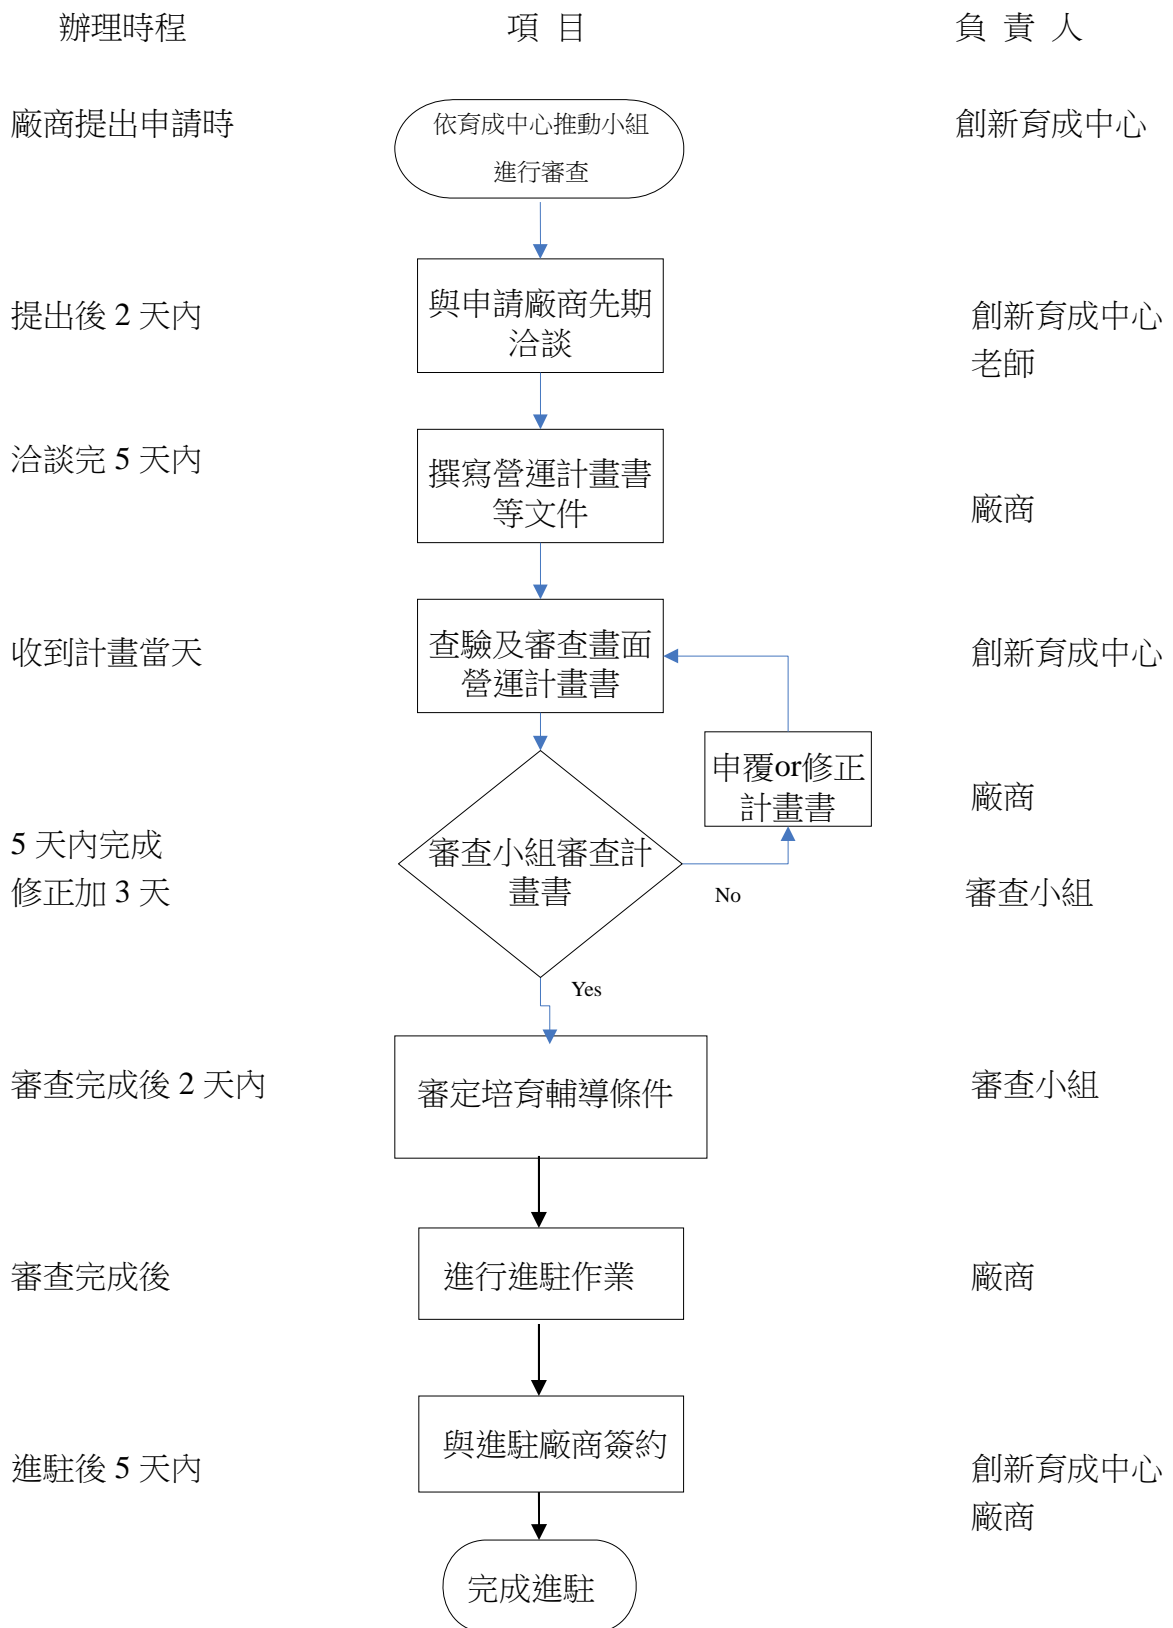 辦理時程 項 目 負 責 人
廠商提出申請時
依育成中心推動小組
進行審查
創新育成中心
提出後 2 天內
與申請廠商先期
洽談
創新育成中心
老師
洽談完 5 天內
撰寫營運計畫書
等文件
廠商
收到計畫當天
查驗及審查畫面
營運計畫書
創新育成中心
申覆or修正
計畫書
廠商
5 天內完成
修正加 3 天
審查小組審查計
畫書
No
審查小組
Yes
審查完成後 2 天內
審定培育輔導條件
審查小組
審查完成後
進行進駐作業
廠商
進駐後 5 天內
與進駐廠商簽約
創新育成中心
廠商
完成進駐